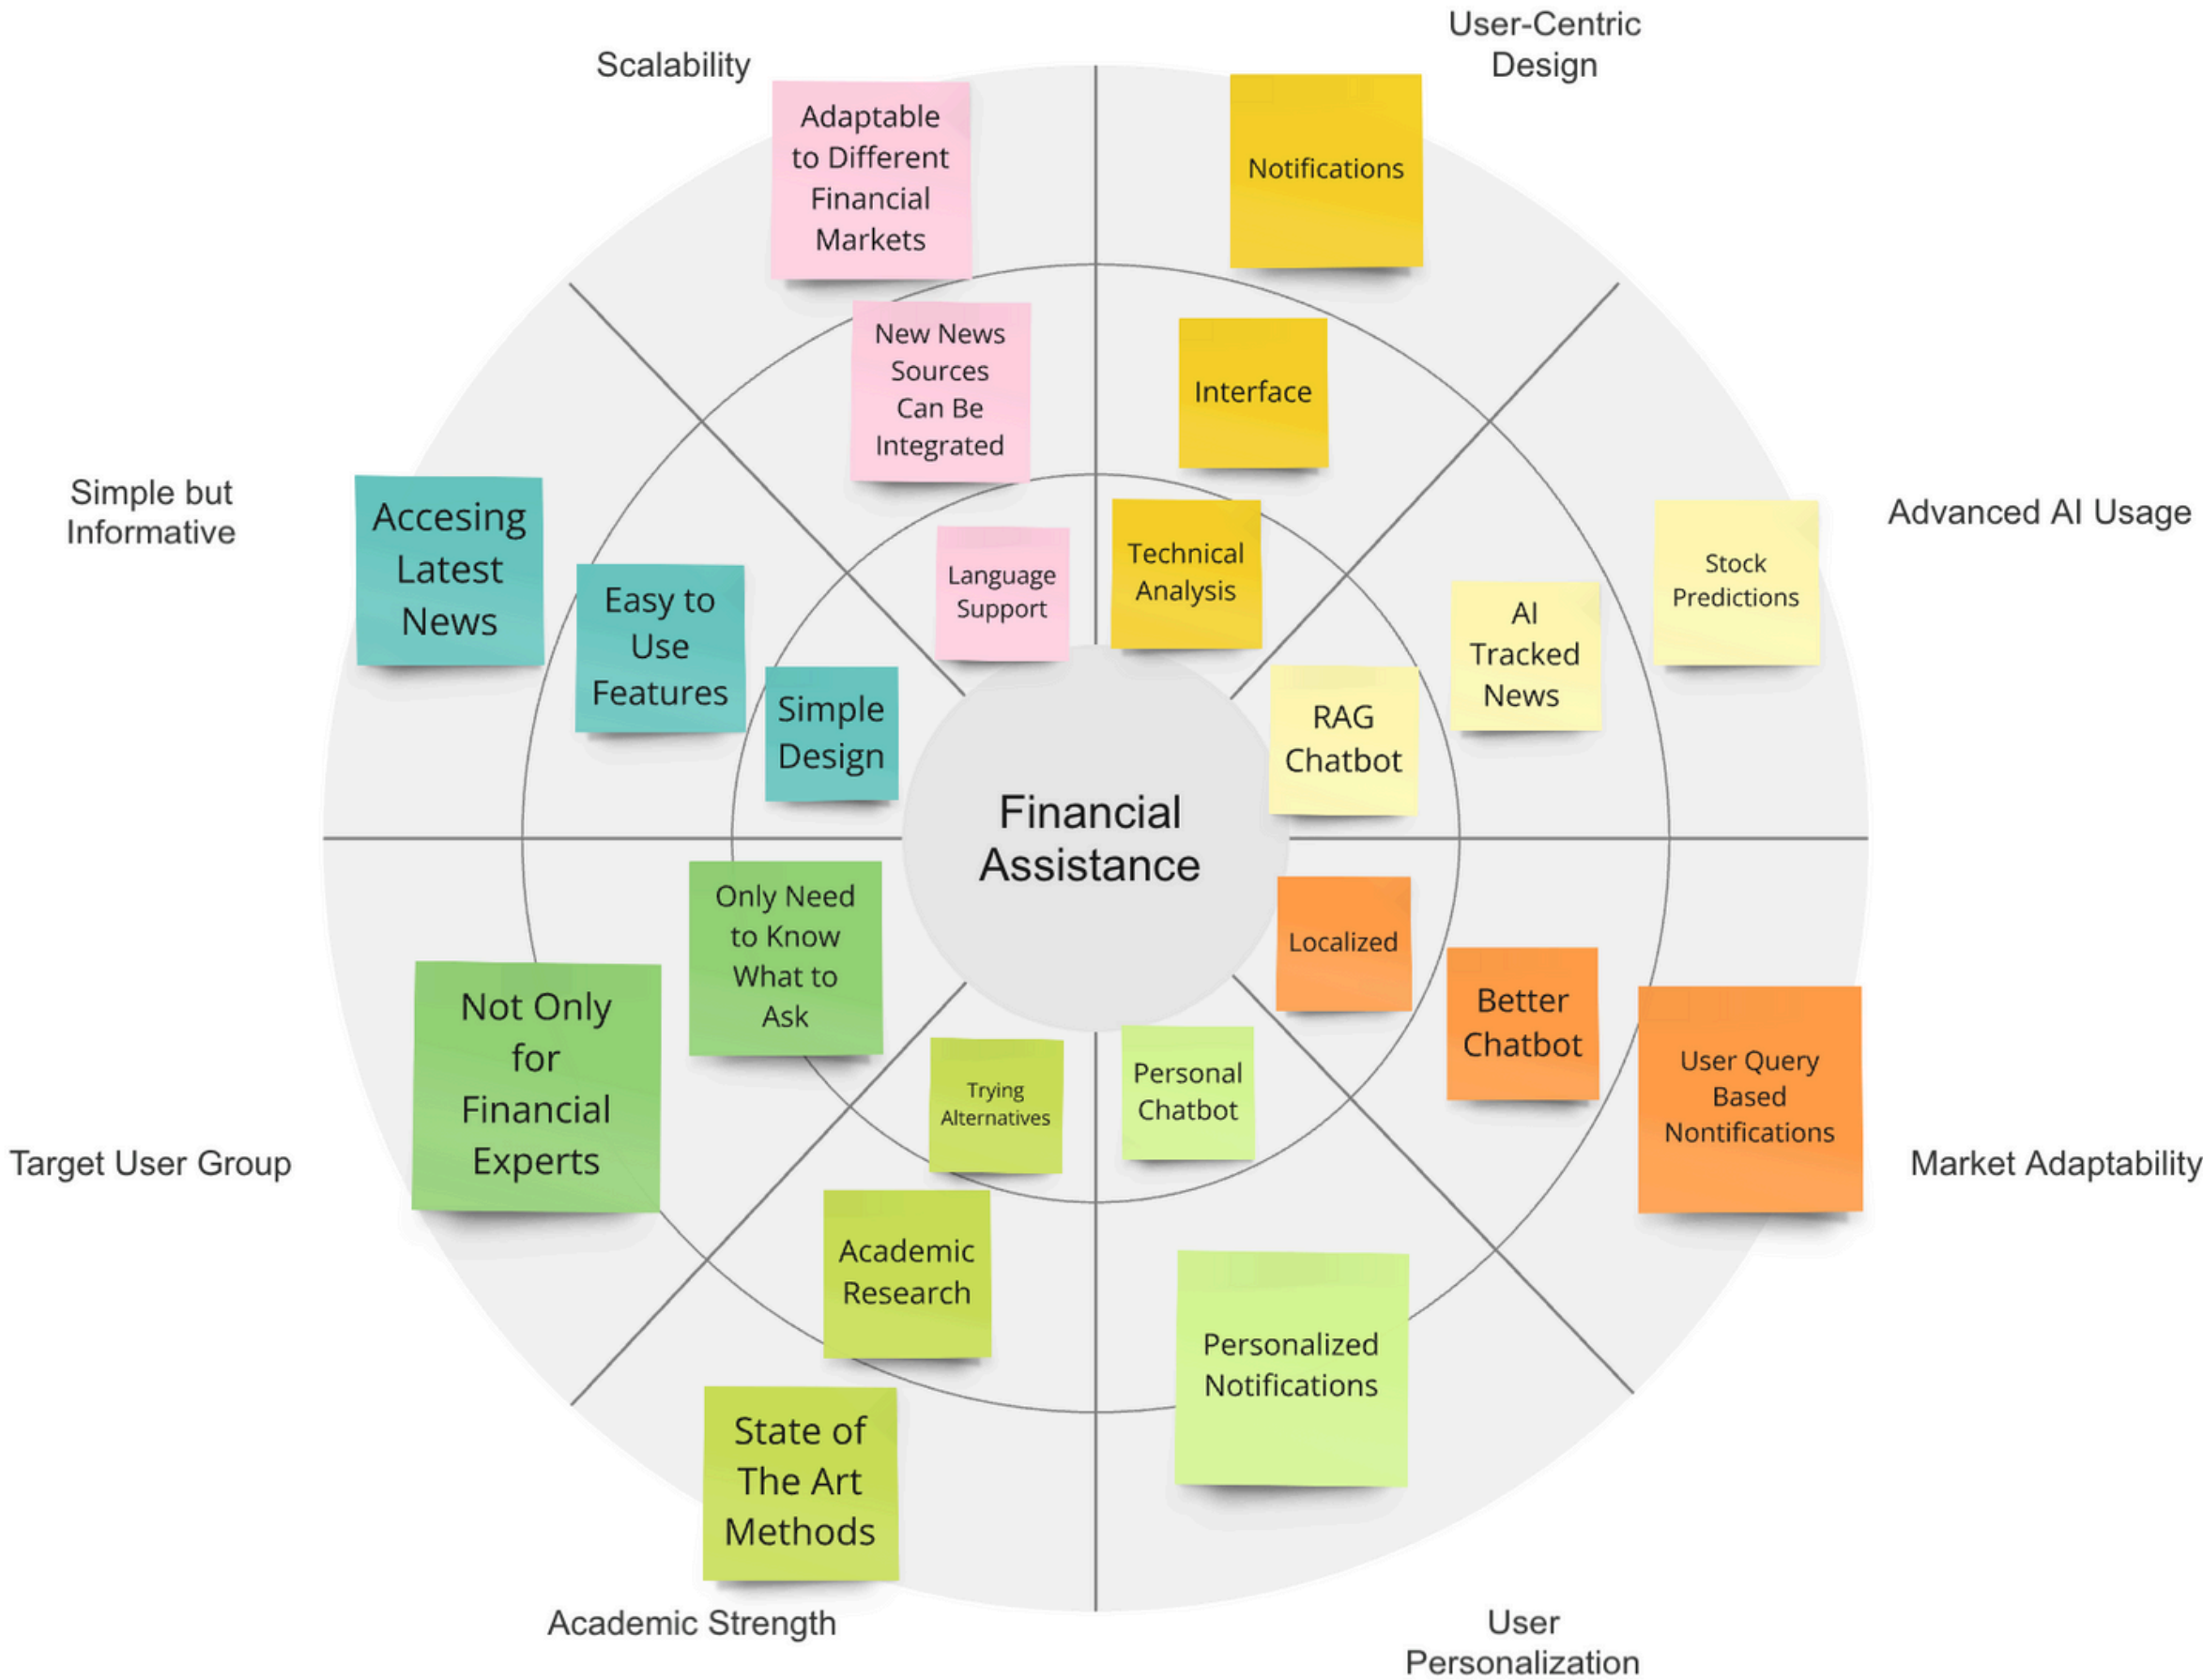 User-Centric
Design
Scalability
Adaptable
to Different
Financial
Markets
Notifications
New News
Sources
Can Be
Integrated
Interface
Simple but
Informative
Accesing
Latest
News
Easy to
Use
Features
Simple
Design
Language
Support
Technical
Analysis
RAG
Chatbot
AI
Tracked
News
Stock
Predictions
Advanced AI Usage
Financial
Assistance
Only Need
to Know
What to
Ask
Not Only
for
Financial
Experts
Target User Group
Localized
Better
Chatbot
User Query
Based
Nontifications
Market Adaptability
Trying
Alternatives
Personal
Chatbot
Academic
Research
Personalized
Notifications
State of
The Art
Methods
Academic Strength
User
Personalization